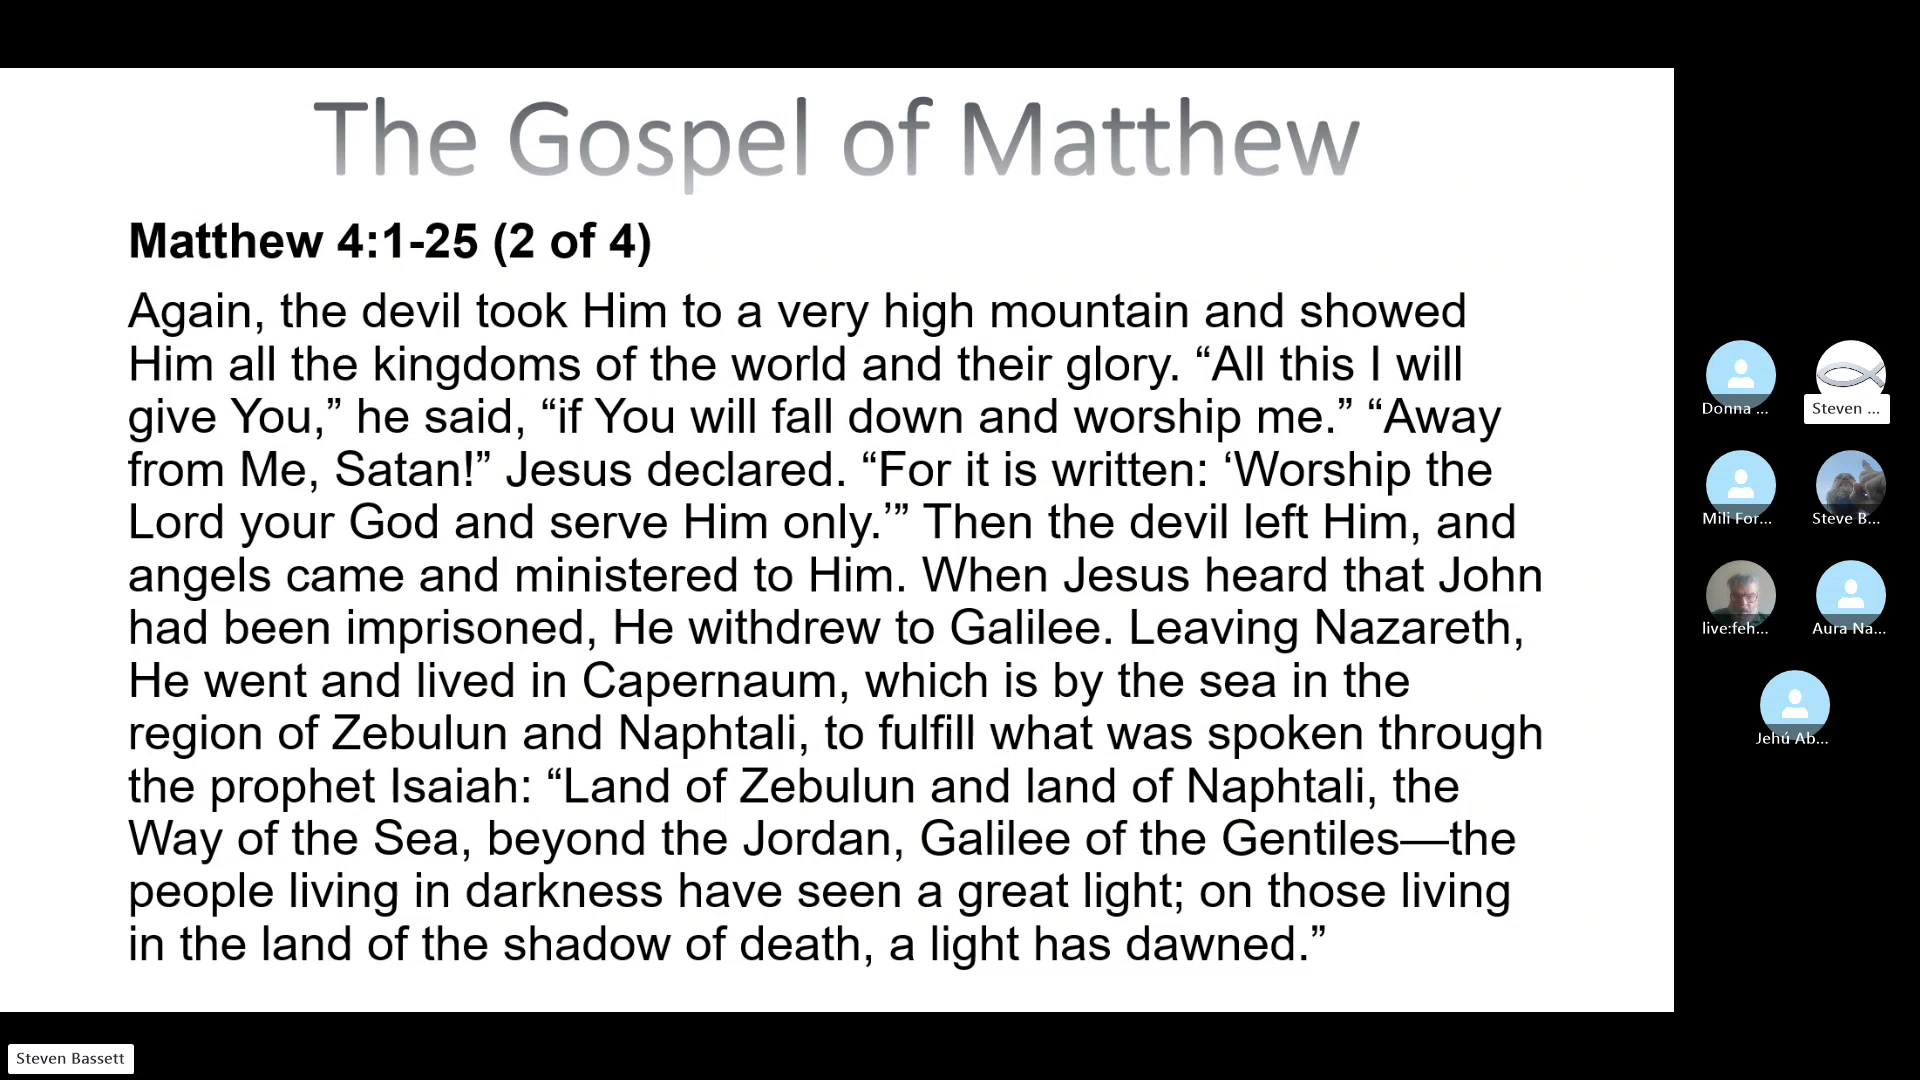 The Gospel of Matthew
Matthew 4:1-25 (2 of 4)
Again, the devil took Him to a very high mountain and showed
Him all the kingdoms of the world and their glory. “All this I will
give You,” he said, “if You will fall down and worship me.” “Away
from Me, Satan!” Jesus declared. “For it is written: ‘Worship the
Lord your God and serve Him only.’” Then the devil left Him, and
angels came and ministered to Him. When Jesus heard that John
had been imprisoned, He withdrew to Galilee. Leaving Nazareth,
He went and lived in Capernaum, which is by the sea in the
region of Zebulun and Naphtali, to fulfill what was spoken through
the prophet Isaiah: “Land of Zebulun and land of Naphtali, the
Way of the Sea, beyond the Jordan, Galilee of the Gentiles—the
people living in darkness have seen a great light; on those living
in the land of the shadow of death, a light has dawned.”
Donna ...
Steven ...
Mili For...
Steve B...
live:feh...
Aura Na...
Jehú Ab...
Steven Bassett